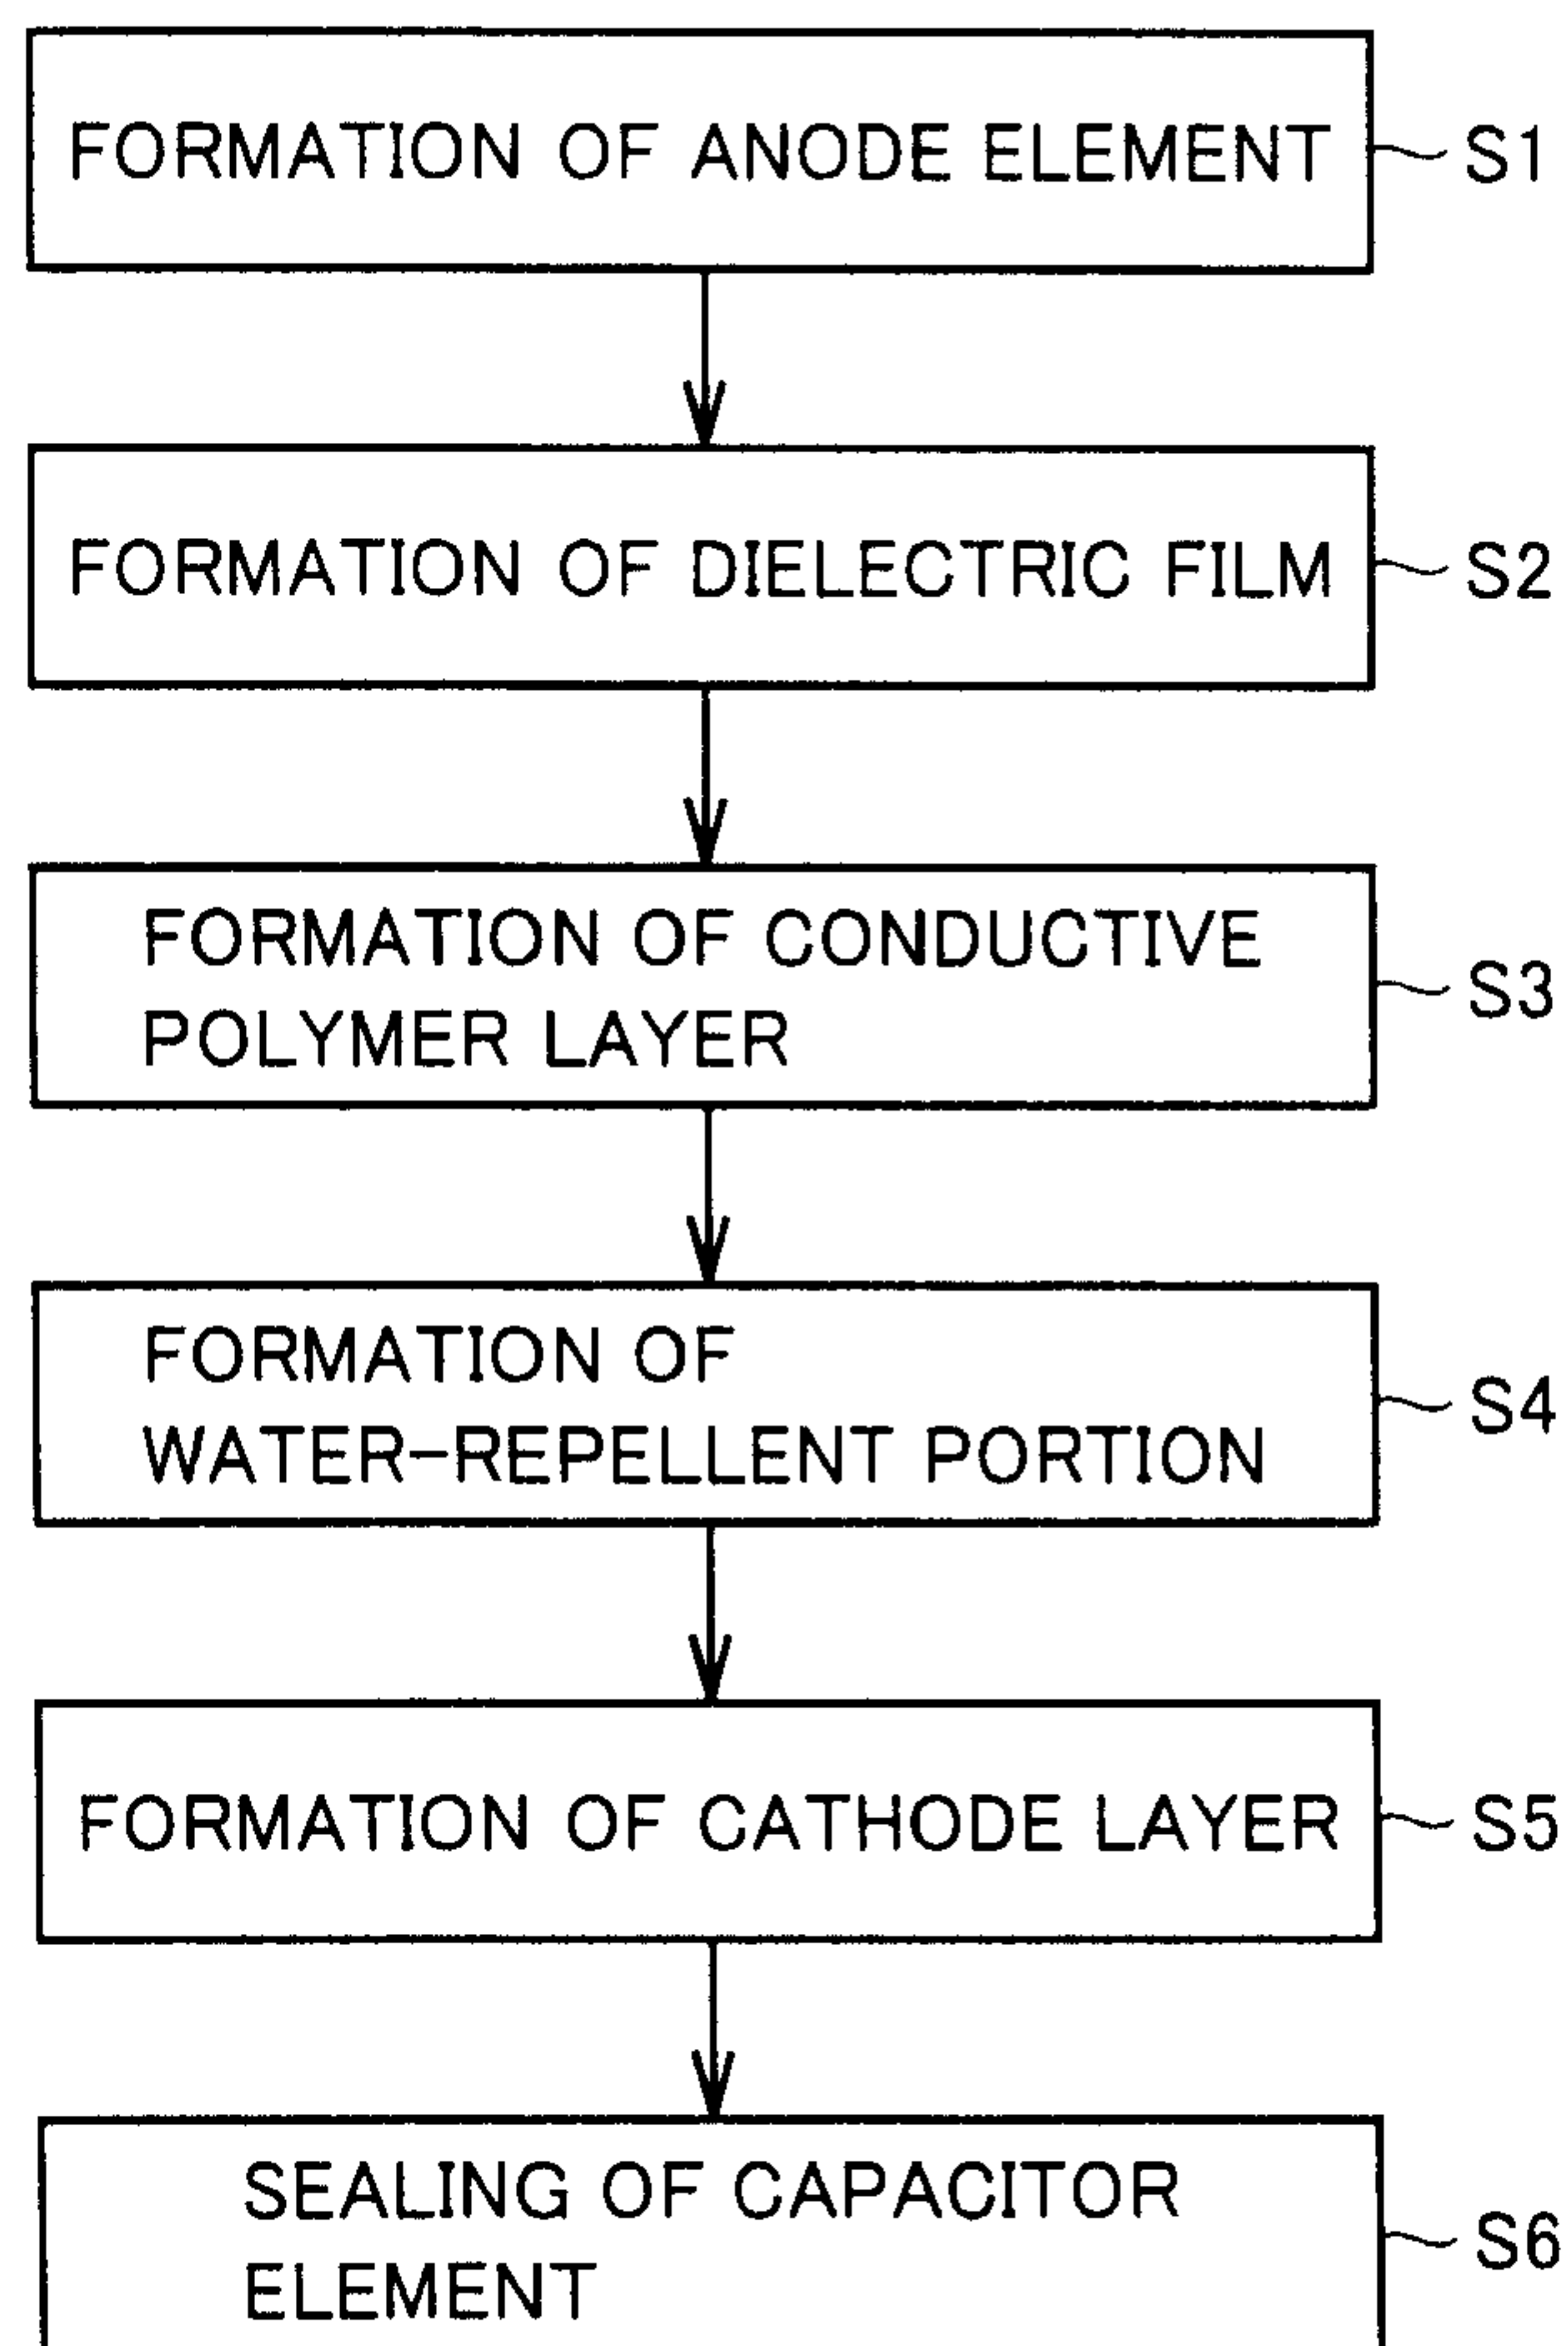 FORMATION OF ANODE ELEMENT
S1
FORMATION OF DIELECTRIC FILM
S2
FORMATION OF CONDUCTIVE
POLYMER LAYER
S3
FORMATION OF
WATER-REPELLENT PORTION
S4
FORMATION OF CATHODE LAYER
S5
SEALING OF CAPACITOR
ELEMENT
S6